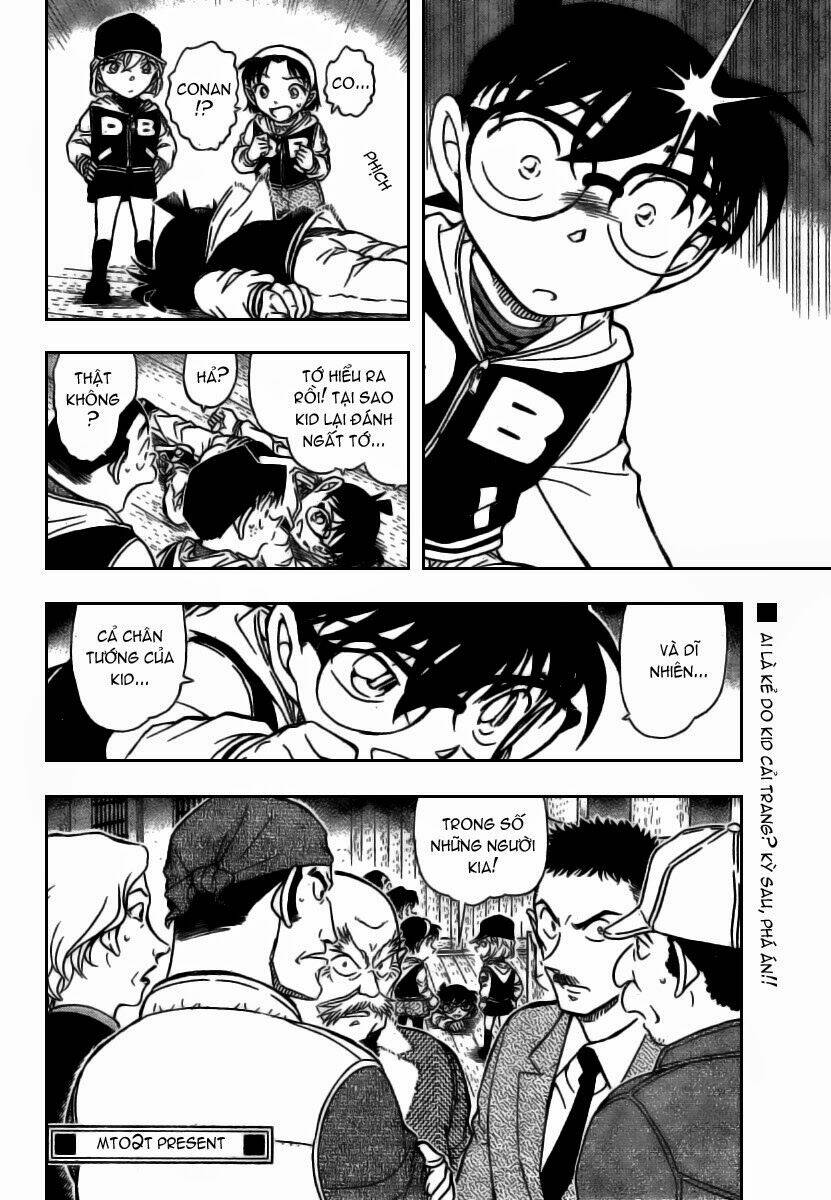 CO...
CONAN
!?
PHỊCH
B
DB
F
B
TỚ HIỂU RA
RỒI! TẠI SAO
KID LẠI ĐÁNH
NGẤT TỚ...
HẢ?
THẬT
KHÔNG
?
VÀ DĨ
NHIÊN...
CẢ CHÂN
TƯỚNG CỦA
KID...
TRONG SỐ
NHỮNG NGƯỜI
KIA!
AI LÀ KẺ DO KID CẢI TRANG? KỲ SAU, PHÁ ÁN!!
MTO2T PRESENT